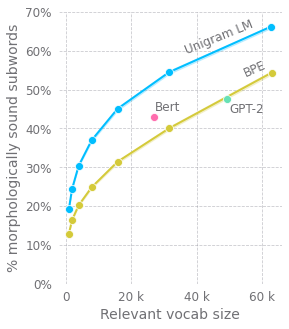 70%
Unigram LM
60%
BPE
50%
Bert
GPT-2
40%
30%
20%
10%
0%
% morphologically sound subwords
0
20 k
40 k
60 k
Relevant vocab size